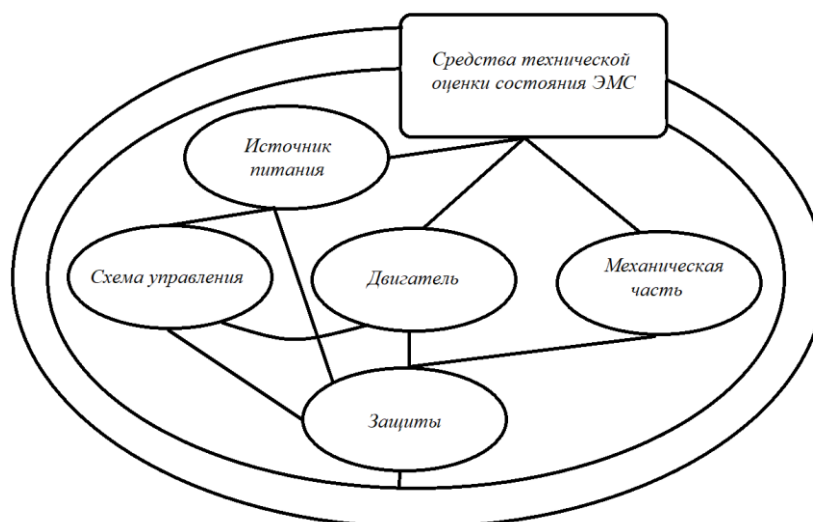 Средства технической
оценки состояния ЭМС
Источник
питания
Схема управления
Двигатель
Механическая
часть
Защиты